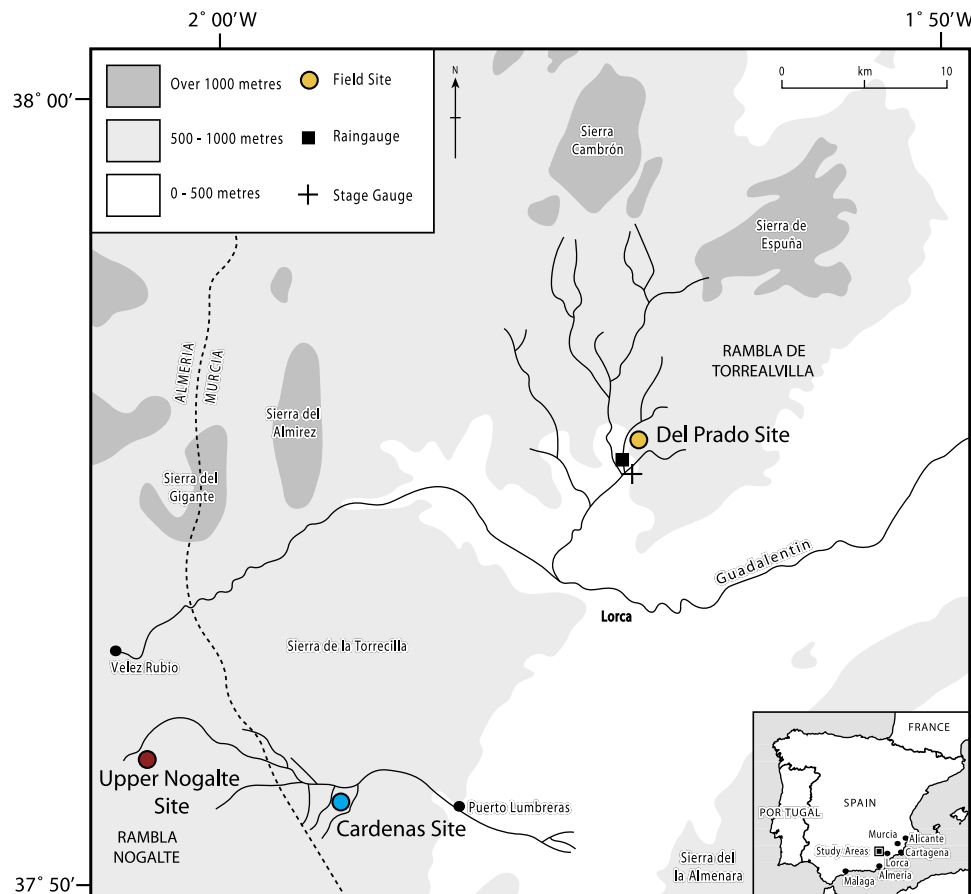 2° 00'W
1° 50'W
38° 00'
37° 50'
Over 1000 metres
500 - 1000 metres
0 - 500 metres
Field Site
Raingauge
Stage Gauge
N
0 km 10
Sierra
Cambrón
Sierra de
Espuña
RAMBLA DE
TORREALVILLA
ALMERIA
MURCIA
Sierra del
Almirez
Sierra del
Gigante
Del Prado Site
Guadalentin
Lorca
Sierra de la Torrecilla
Velez Rubio
Upper Nogalte
Site
RAMBLA
NOGALTE
Cardenas Site
Puerto Lumbreras
Sierra del
la Almenara
FRANCE
SPAIN
POR TUGAL
Murcia
Alicante
Study Areas
Cartagena
Lorca
Almeria
Malaga